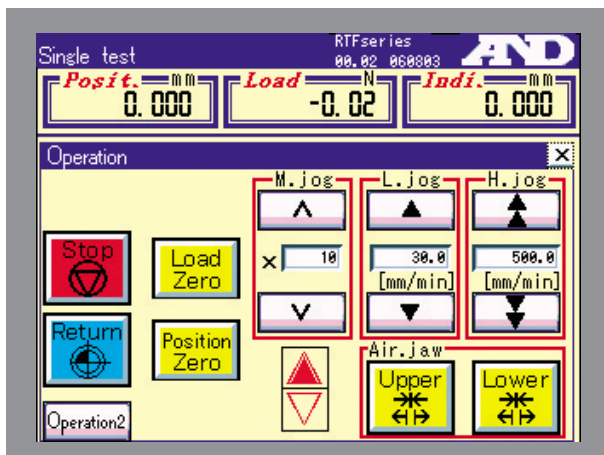 Single test
RTFseries
00.02 060803
AND
Posit. mm
0.000
Load N
-0.02
Indi. mm
0.000
Operation
×
M.jog
L.jog
H.jog
Stop
Load
Zero
× 10
30.0
[mm/min]
500.0
[mm/min]
Return
Position
Zero
Air.jaw
Upper
Lower
Operation2